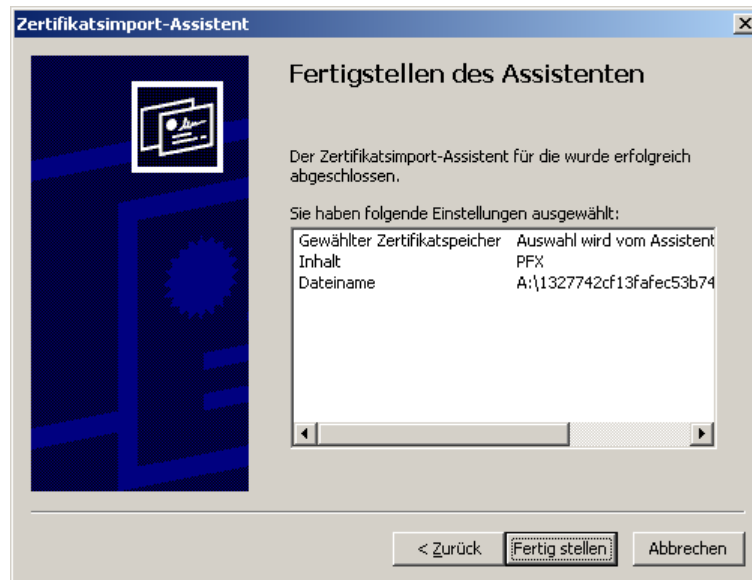 Zertifikatsimport-Assistent
Fertigstellen des Assistenten
Der Zertifikatsimport-Assistent für die wurde erfolgreich
abgeschlossen.
Sie haben folgende Einstellungen ausgewählt:
Gewählter Zertifikatspeicher Auswahl wird vom Assistent
Inhalt PFX
Dateiname A:\1327742cf13fafec53b74
< Zurück Fertig stellen Abbrechen